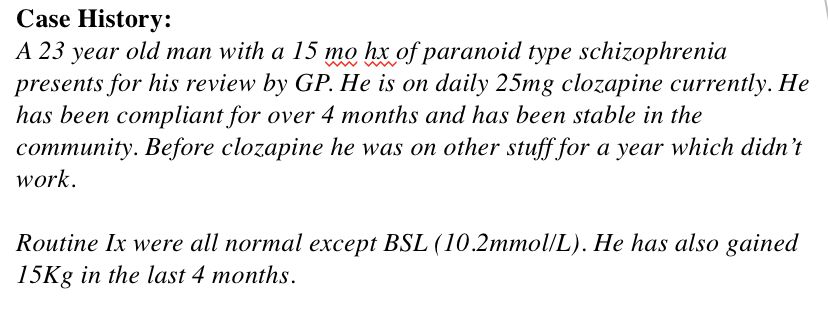 Case History:
A 23 year old man with a 15 mo hx of paranoid type schizophrenia
presents for his review by GP. He is on daily 25mg clozapine currently. He
has been compliant for over 4 months and has been stable in the
community. Before clozapine he was on other stuff for a year which didn’t
work.
Routine Ix were all normal except BSL (10.2mmol/L). He has also gained
15Kg in the last 4 months.